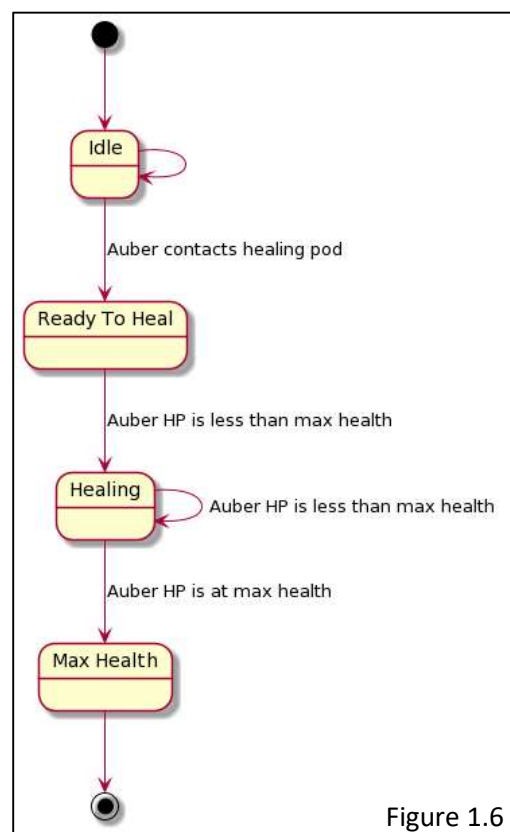 Idle
Auber contacts healing pod
Ready To Heal
Auber HP is less than max health
Healing
Auber HP is less than max health
Auber HP is at max health
Max Health
Figure 1.6